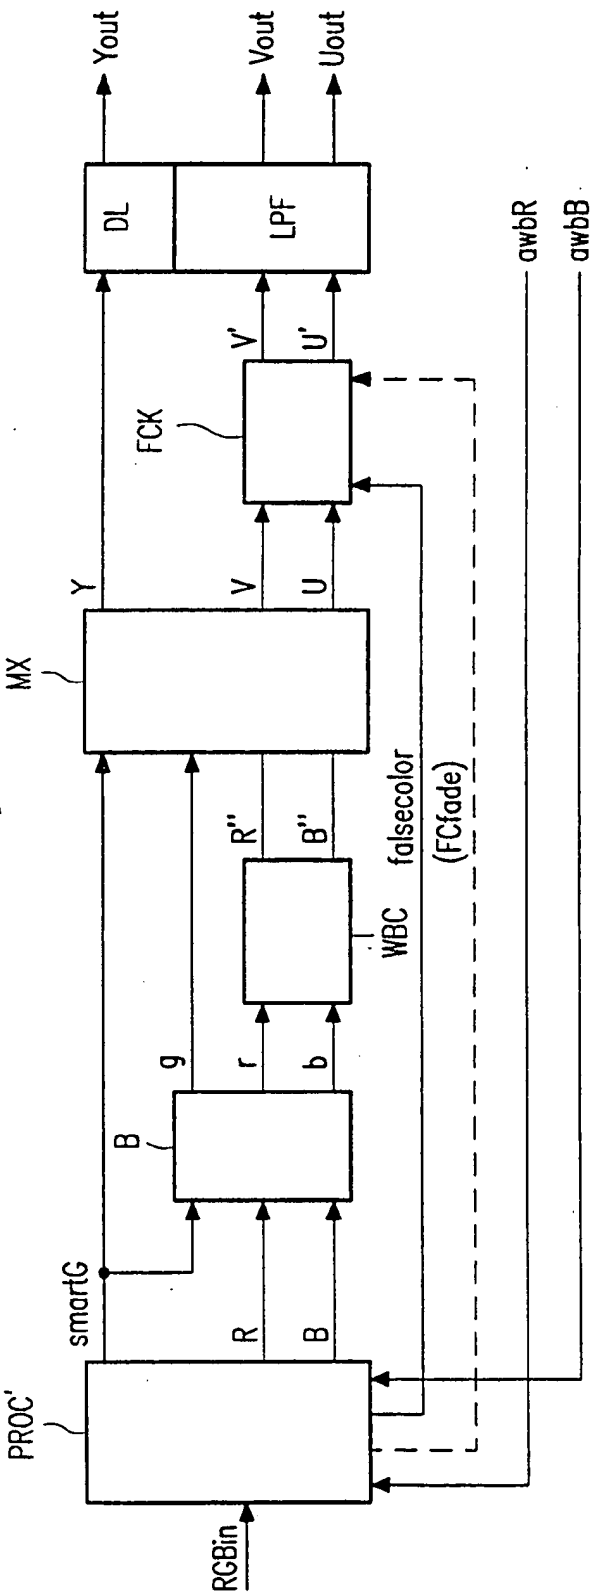 RGBin
PROC'
smartG
R
B
B
g
r
b
WBC
R''
B''
MX
Y
V
U
falsecolor
(FCfade)
FCK
V'
U'
DL
LPF
Yout
Vout
Uout
awbR
awbB